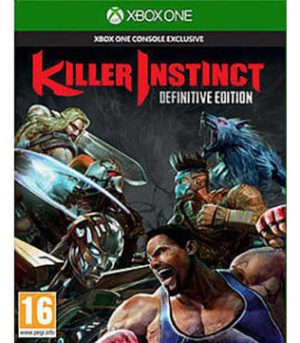 XBOX ONE
XBOX ONE CONSOLE EXCLUSIVE
KILLER INSTINCT
DEFINITIVE EDITION
16
www.pegi.info